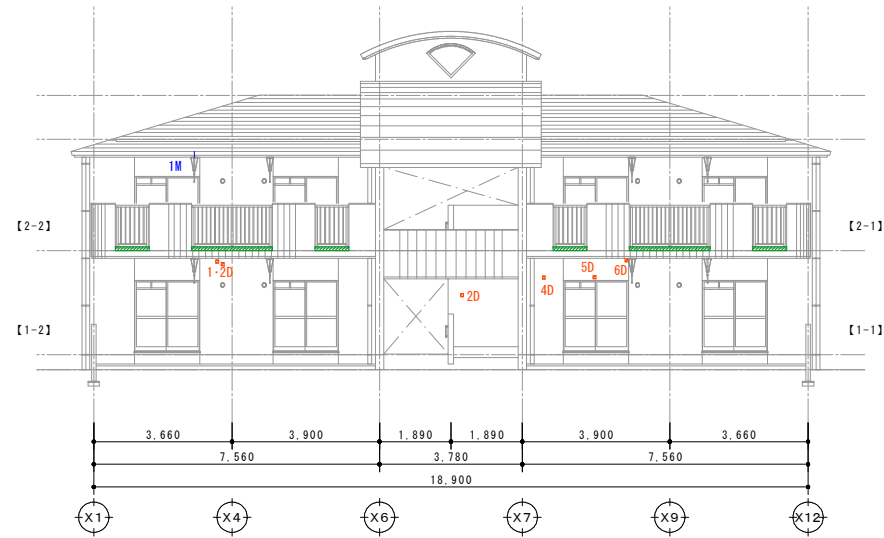 1M
【2-2】 【2-1】
1・2D 5D 6D
4D
2D
【1-2】 【1-1】
3,660 3,900 1,890 1,890 3,900 3,660
7,560 3,780 7,560
18,900
X1 X4 X6 X7 X9 X12